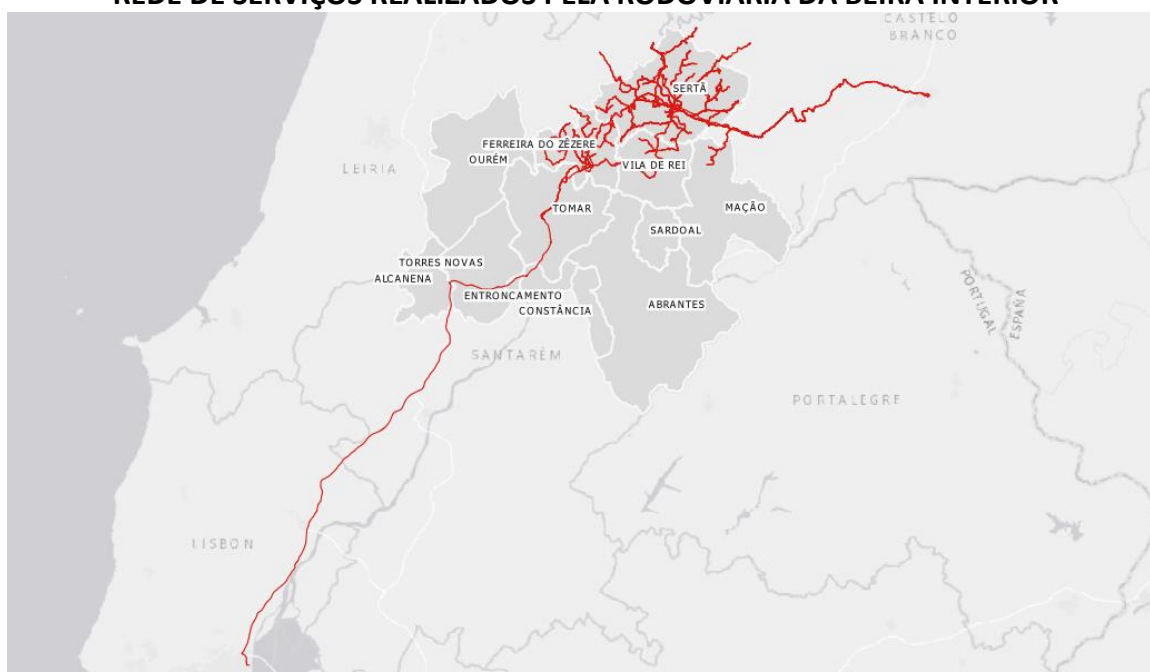 REDE DE SERVIÇOS REALIZADOS PELA RODOVIÁRIA DA BEIRA INTERIOR
CASTELO
BRANCO
SERTÃ
FERREIRA DO ZÊZERE
OURÉM
VILA DE REI
LEIRIA
TOMAR
MAÇÃO
SARDOAL
TORRES NOVAS
ALCANENA
ENTRONCAMENTO
CONSTÂNCIA
ABRANTES
PORTUGAL
ESPAÑA
SANTARÉM
PORTALEGRE
LISBON